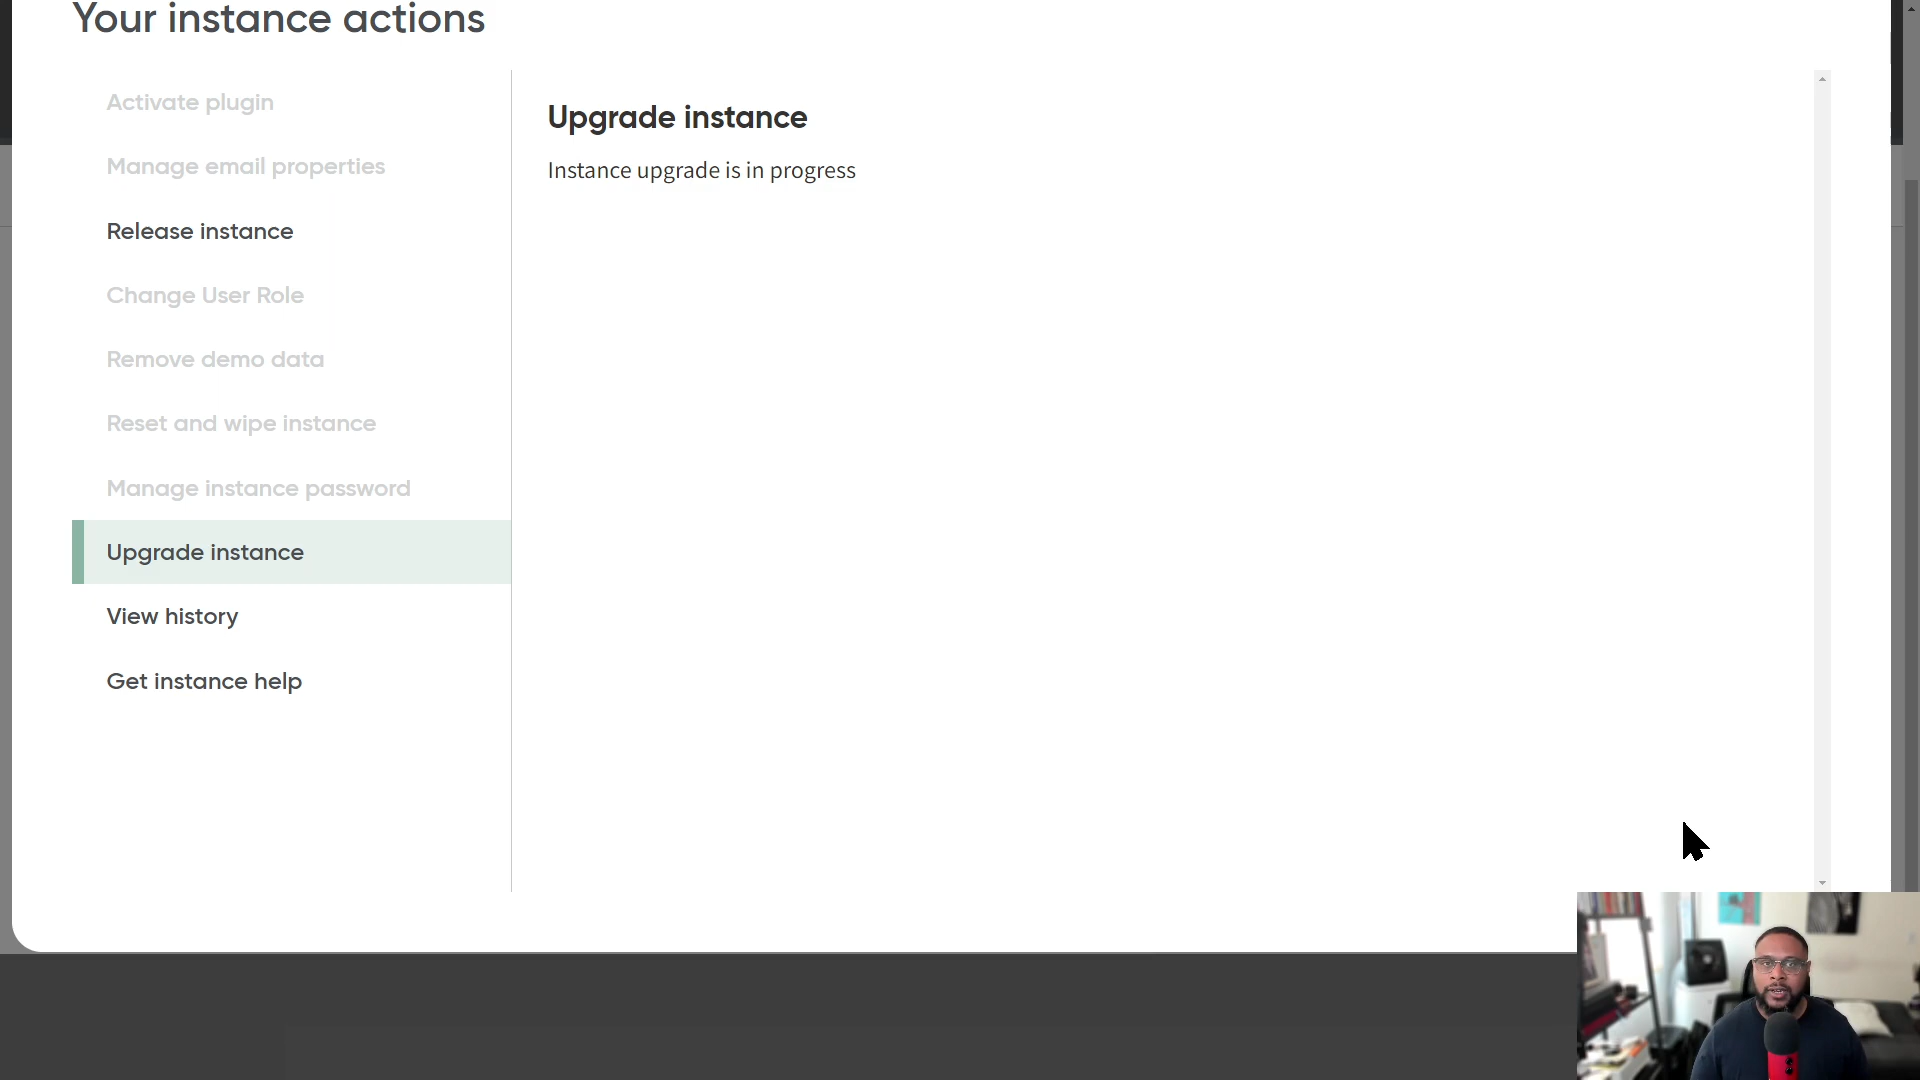 Your instance actions
Activate plugin
Manage email properties
Release instance
Change User Role
Remove demo data
Reset and wipe instance
Manage instance password
Upgrade instance
View history
Get instance help
Upgrade instance
Instance upgrade is in progress